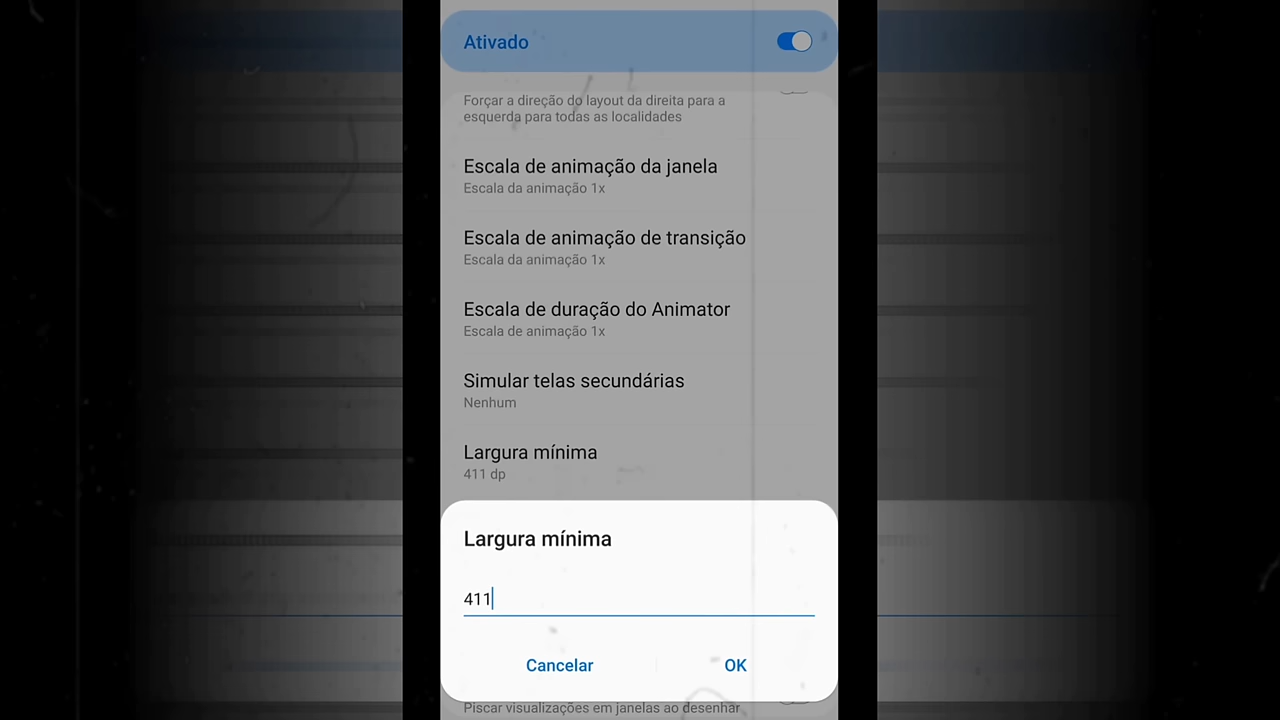 Ativado
Forçar a direção do layout da direita para a
esquerda para todas as localidades
Escala de animação da janela
Escala da animação 1x
Escala de animação de transição
Escala da animação 1x
Escala de duração do Animator
Escala de animação 1x
Simular telas secundárias
Nenhum
Largura mínima
411 dp
Largura mínima
411
Cancelar
OK
Piscar visualizações em janelas ao desenhar